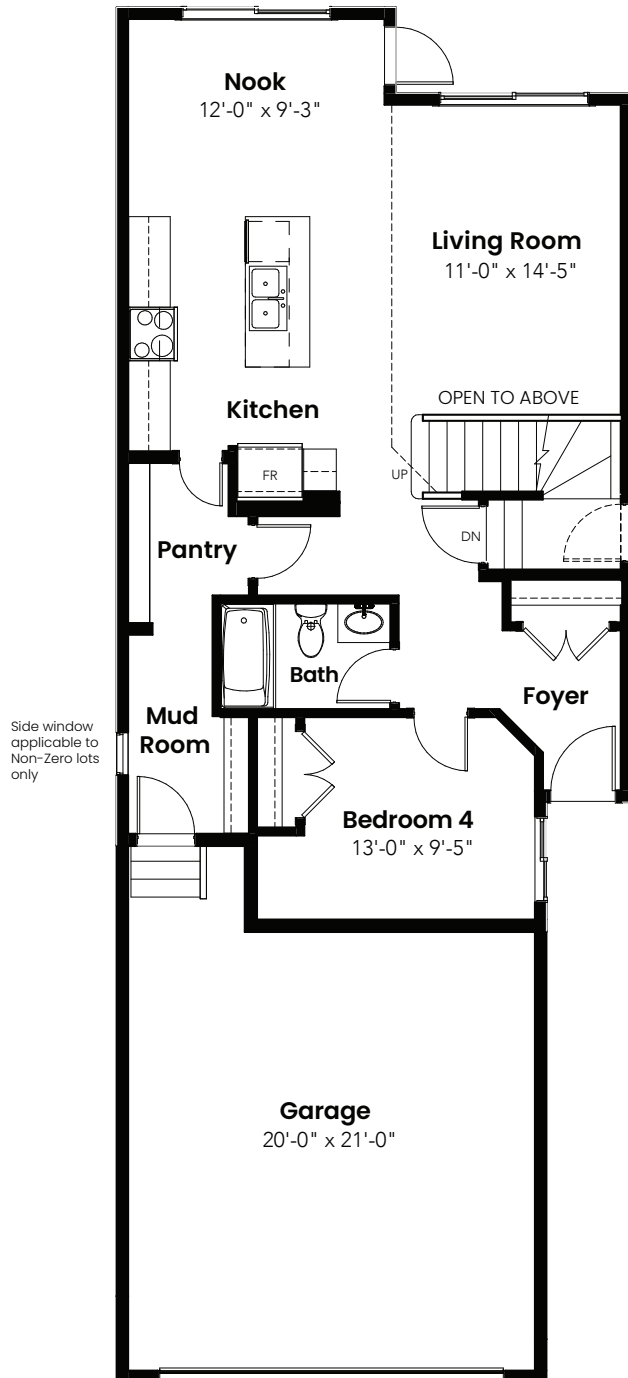 Nook
12'-0" x 9'-3"
Living Room
11'-0" x 14'-5"
OPEN TO ABOVE
Kitchen
UP
FR
DN
Pantry
Bath
Foyer
Mud
Room
Side window
applicable to
Non-Zero lots
only
Bedroom 4
13'-0" x 9'-5"
Garage
20'-0" x 21'-0"